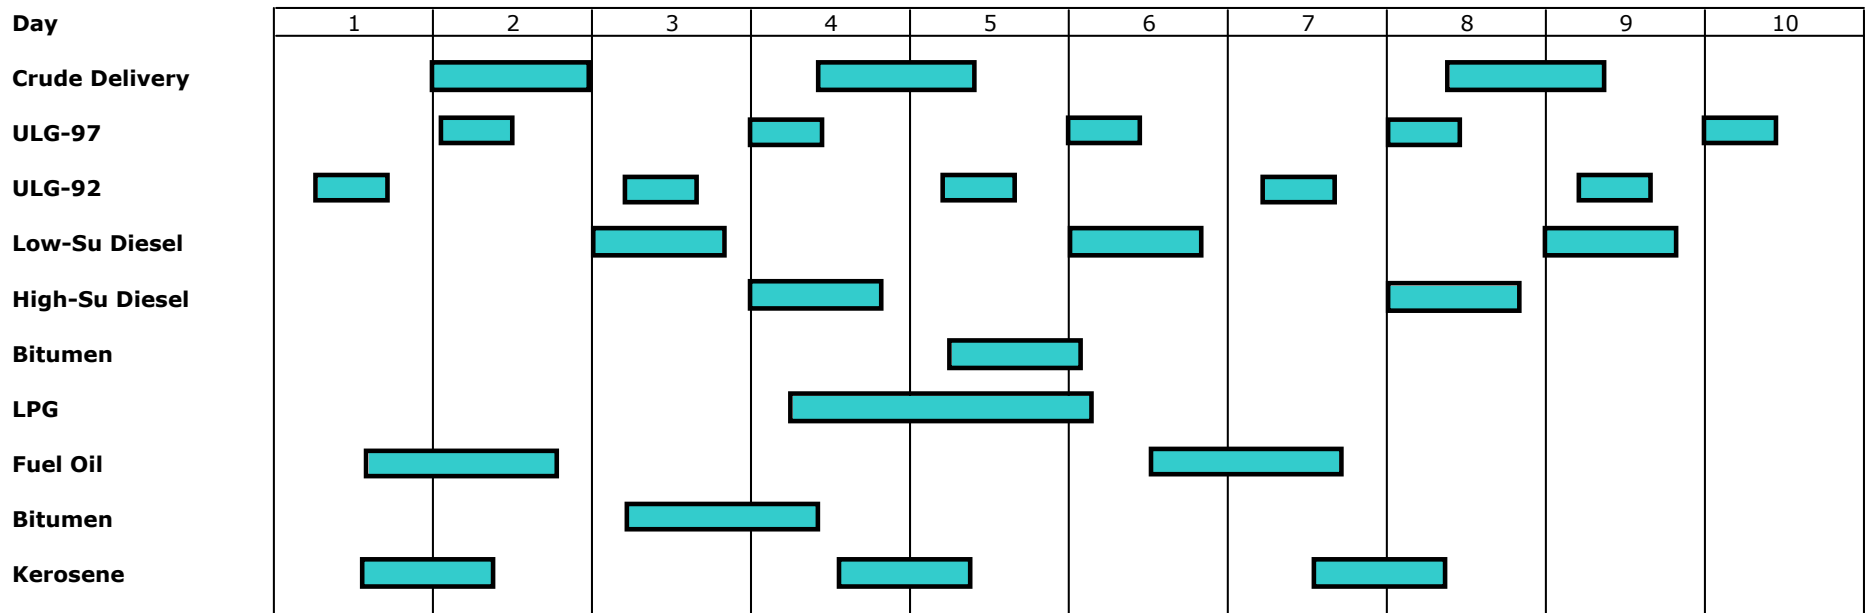 Day 1 2 3 4 5 6 7 8 9 10
Crude Delivery
ULG-97
ULG-92
Low-Su Diesel
High-Su Diesel
Bitumen
LPG
Fuel Oil
Bitumen
Kerosene